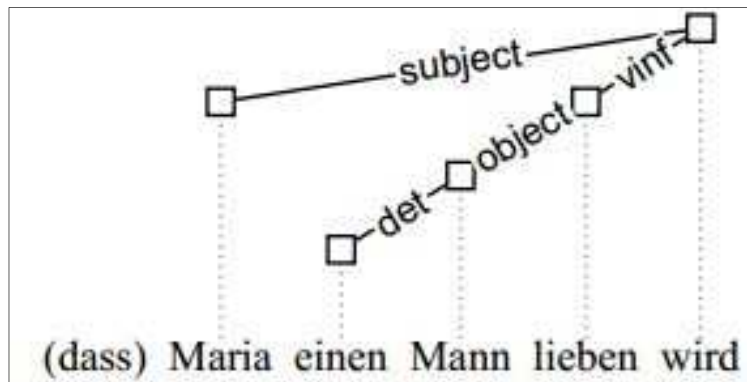 subject
vinf
object
det
(dass) Maria einen Mann lieben wird